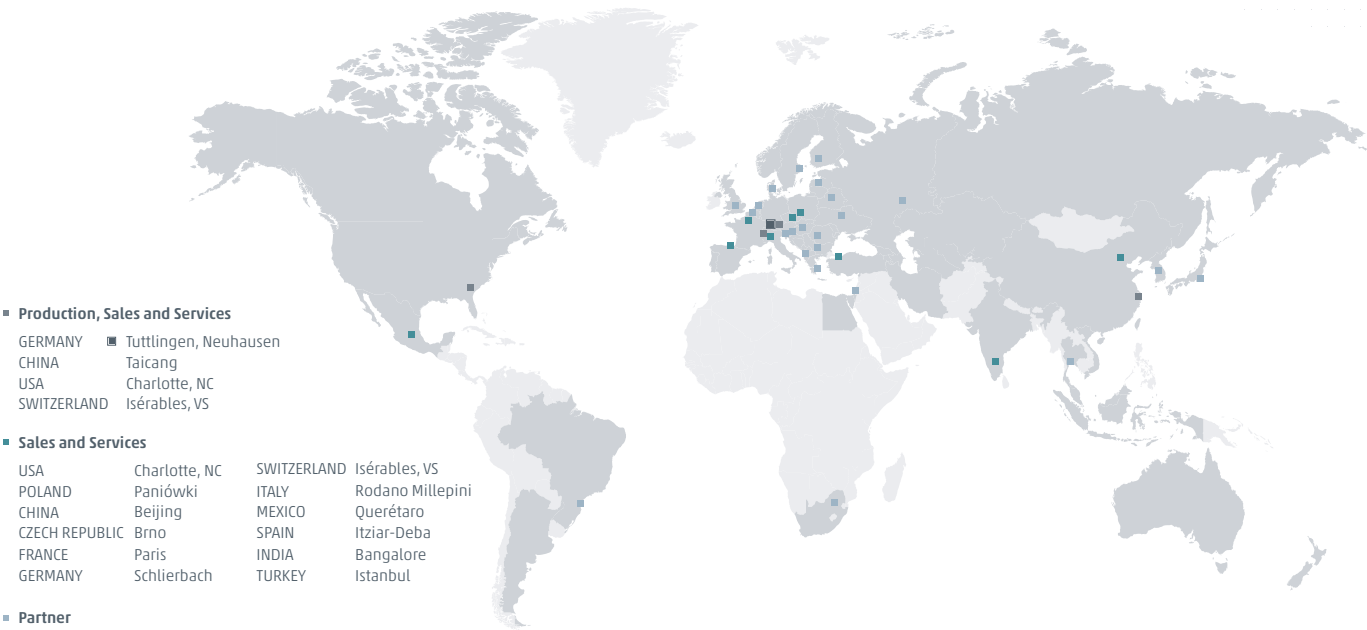 Production, Sales and Services
GERMANY Tuttlingen, Neuhausen
CHINA Taicang
USA Charlotte, NC
SWITZERLAND Isérables, VS
Sales and Services
USA Charlotte, NC
POLAND Paniówki
CHINA Beijing
CZECH REPUBLIC Brno
FRANCE Paris
GERMANY Schlierbach
SWITZERLAND Isérables, VS
ITALY Rodano Millepini
MEXICO Querétaro
SPAIN Itziar-Deba
INDIA Bangalore
TURKEY Istanbul
Partner